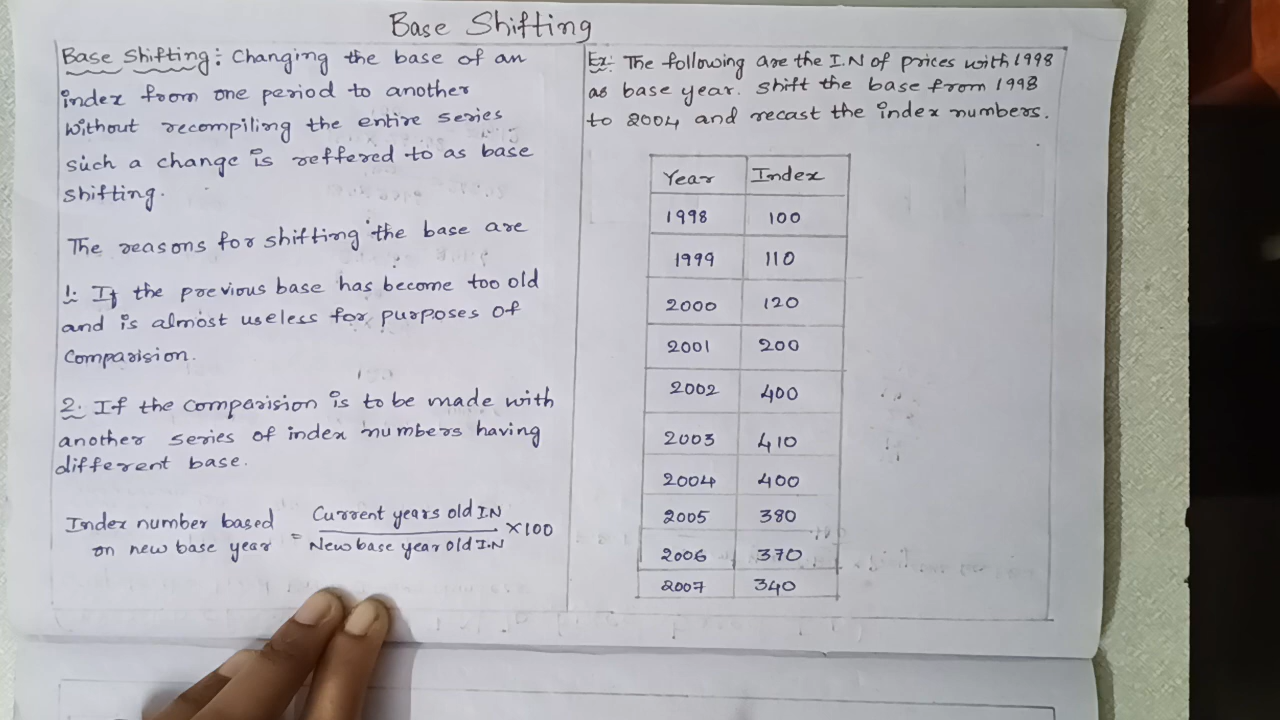 Base Shifting
Base Shifting: Changing the base of an
index from one period to another
without recompiling the entire series
such a change is reffered to as base
shifting.
The reasons for shifting the base are
1. If the previous base has become too old
and is almost useless for purposes of
Comparision.
2. If the comparision is to be made with
another series of index numbers having
different base.
Index number based on new base year = Current years old IN / New base year old I.N × 100
Ex: The following are the I.N of prices with 1998
as base year. shift the base from 1998
to 2004 and recast the index numbers.
Year Index
1998 100
1999 110
2000 120
2001 200
2002 400
2003 410
2004 400
2005 380
2006 370
2007 340